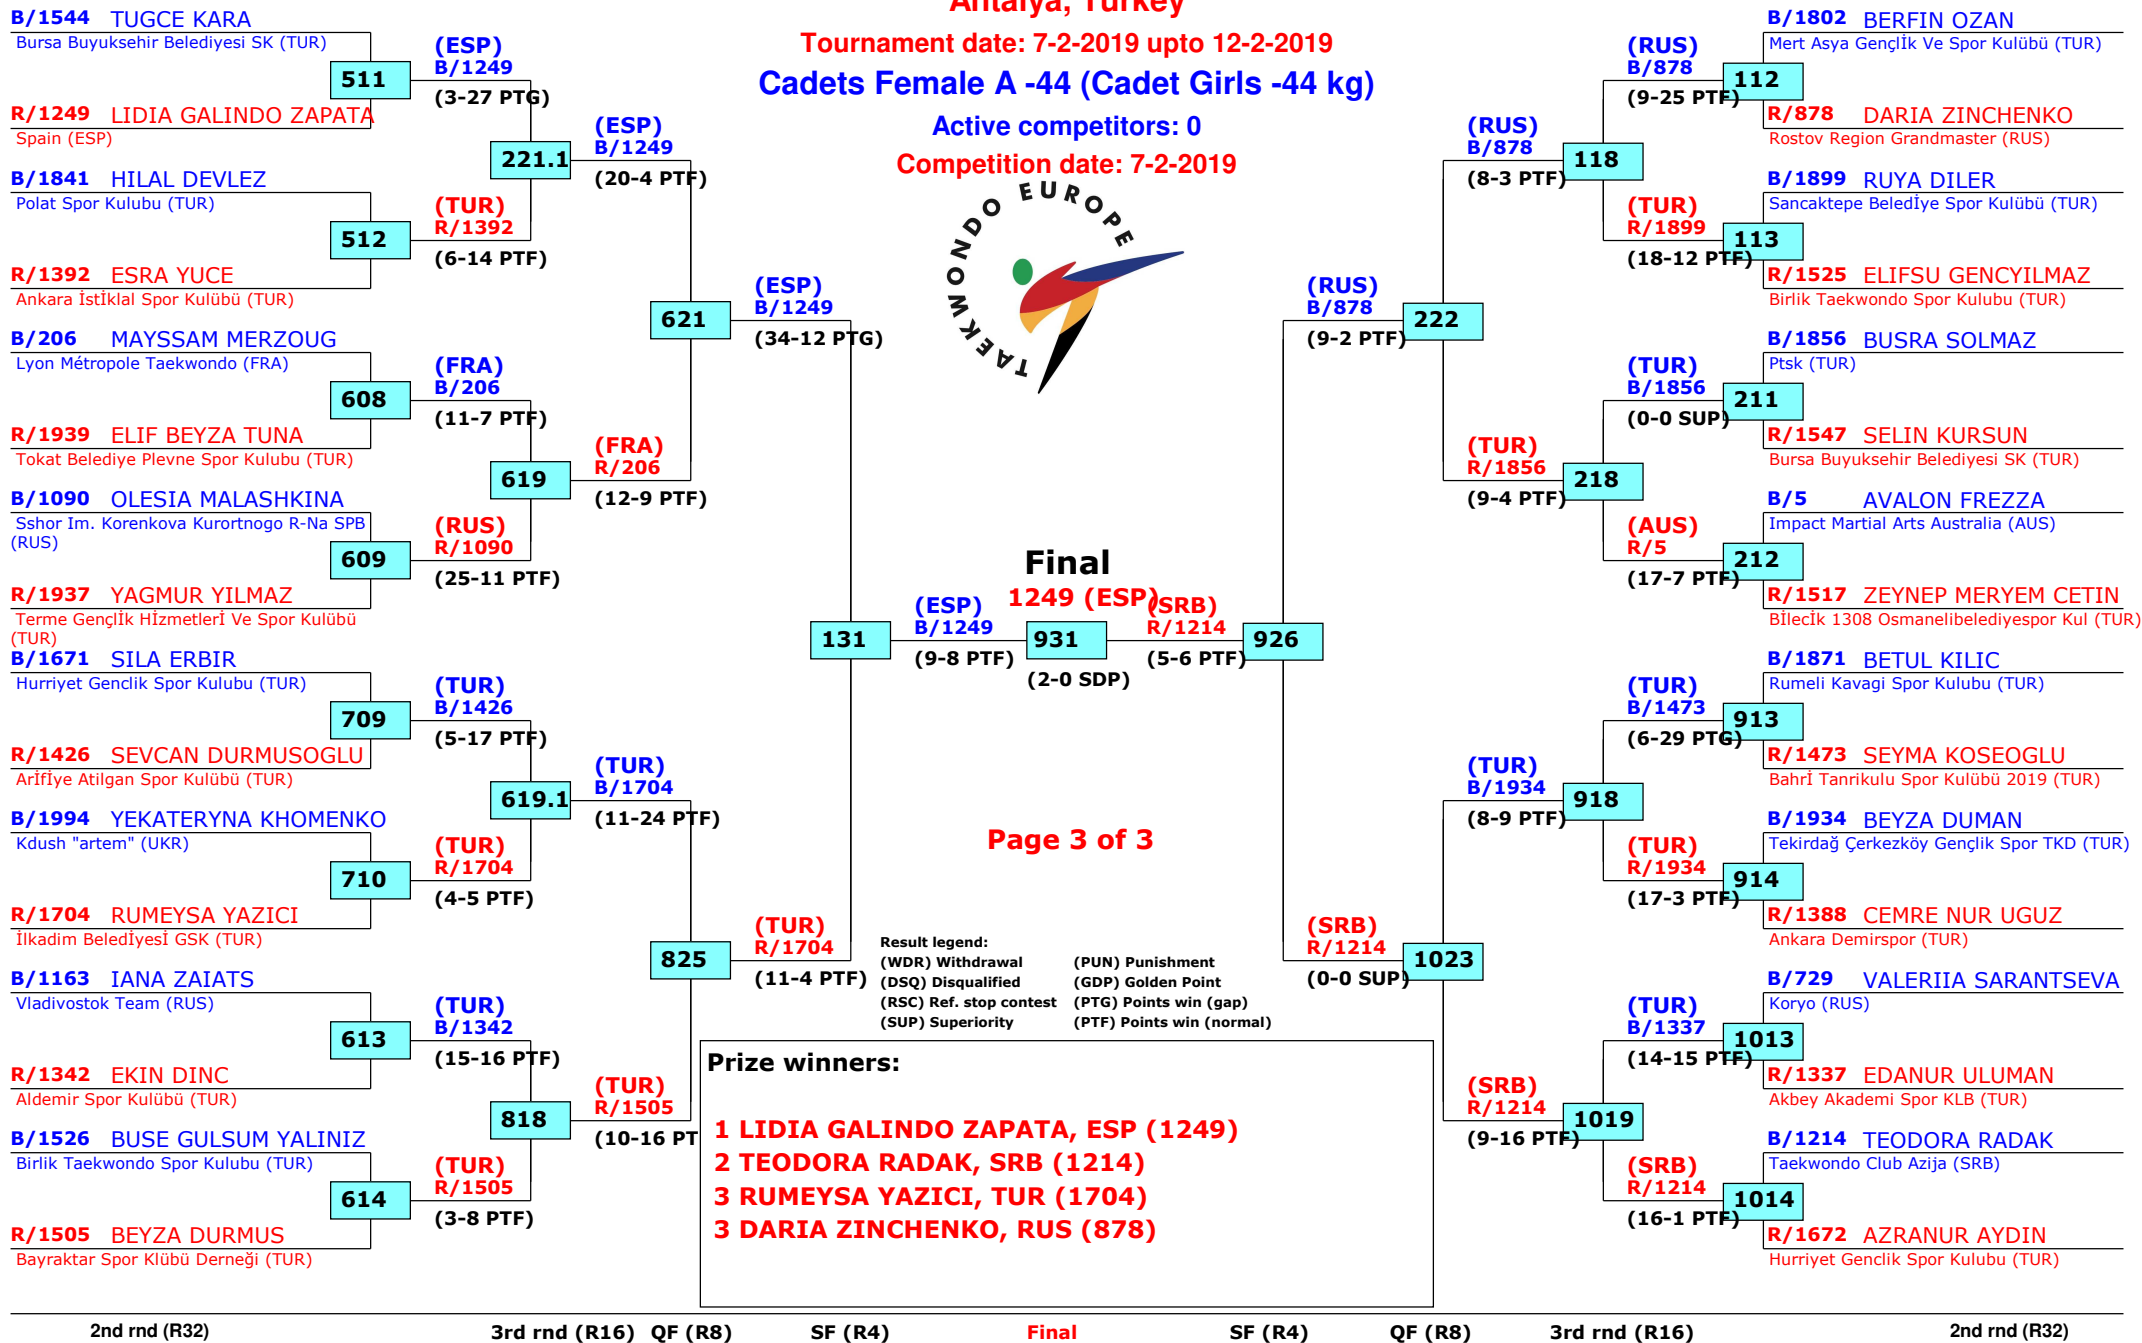 Antalya, Turkey
Tournament date: 7-2-2019 upto 12-2-2019
Cadets Female A -44 (Cadet Girls -44 kg)
Active competitors: 0
Competition date: 7-2-2019
TAEKWONDO EUROPE
B/1544 TUGCE KARA
Bursa Buyuksehir Belediyesi SK (TUR)
511
R/1249 LIDIA GALINDO ZAPATA
Spain (ESP)
B/1841 HILAL DEVLEZ
Polat Spor Kulubu (TUR)
512
R/1392 ESRA YUCE
Ankara İstİklal Spor Kulübü (TUR)
B/206 MAYSSAM MERZOUG
Lyon Métropole Taekwondo (FRA)
608
R/1939 ELIF BEYZA TUNA
Tokat Belediye Plevne Spor Kulubu (TUR)
B/1090 OLESIA MALASHKINA
Sshor Im. Korenkova Kurortnogo R-Na SPB
(RUS)
609
R/1937 YAGMUR YILMAZ
Terme Gençlİk Hİzmetlerİ Ve Spor Kulübü
(TUR)
B/1671 SILA ERBIR
Hurriyet Genclik Spor Kulubu (TUR)
709
R/1426 SEVCAN DURMUSOGLU
Arİfİye Atilgan Spor Kulübü (TUR)
B/1994 YEKATERYNA KHOMENKO
Kdush "artem" (UKR)
710
R/1704 RUMEYSA YAZICI
İlkadim Beledİyesİ GSK (TUR)
B/1163 IANA ZAIATS
Vladivostok Team (RUS)
613
R/1342 EKIN DINC
Aldemir Spor Kulübü (TUR)
B/1526 BUSE GULSUM YALINIZ
Birlik Taekwondo Spor Kulubu (TUR)
614
R/1505 BEYZA DURMUS
Bayraktar Spor Klübü Derneği (TUR)
(ESP)
B/1249
(3-27 PTG)
221.1
(TUR)
R/1392
(6-14 PTF)
(FRA)
B/206
(11-7 PTF)
619
(RUS)
R/1090
(25-11 PTF)
(TUR)
B/1426
(5-17 PTF)
619.1
(TUR)
R/1704
(4-5 PTF)
(TUR)
B/1342
(15-16 PTF)
818
(TUR)
R/1505
(3-8 PTF)
(ESP)
B/1249
(20-4 PTF)
621
(FRA)
R/206
(12-9 PTF)
(TUR)
B/1704
(11-24 PTF)
825
(TUR)
R/1505
(10-16 PT
(ESP)
B/1249
(34-12 PTG)
131
(TUR)
R/1704
(11-4 PTF)
(ESP)
B/1249
(9-8 PTF)
Final
1249 (ESP)
931
(2-0 SDP)
(SRB)
R/1214
(5-6 PTF)
926
Page 3 of 3
(RUS)
B/878
(9-2 PTF)
222
(SRB)
R/1214
(0-0 SUP)
1023
(RUS)
B/878
(8-3 PTF)
118
(TUR)
R/1856
(9-4 PTF)
218
(TUR)
B/1934
(8-9 PTF)
918
(SRB)
R/1214
(9-16 PTF)
1019
(RUS)
B/878
(9-25 PTF)
112
(TUR)
R/1899
(18-12 PTF)
113
(TUR)
B/1856
(0-0 SUP)
211
(AUS)
R/5
(17-7 PTF)
212
(TUR)
B/1473
(6-29 PTG)
913
(TUR)
R/1934
(17-3 PTF)
914
(TUR)
B/1337
(14-15 PTF)
1013
(SRB)
R/1214
(16-1 PTF)
1014
B/1802 BERFIN OZAN
Mert Asya Gençlİk Ve Spor Kulübü (TUR)
R/878 DARIA ZINCHENKO
Rostov Region Grandmaster (RUS)
B/1899 RUYA DILER
Sancaktepe Beledİye Spor Kulübü (TUR)
R/1525 ELIFSU GENCYILMAZ
Birlik Taekwondo Spor Kulubu (TUR)
B/1856 BUSRA SOLMAZ
Ptsk (TUR)
R/1547 SELIN KURSUN
Bursa Buyuksehir Belediyesi SK (TUR)
B/5 AVALON FREZZA
Impact Martial Arts Australia (AUS)
R/1517 ZEYNEP MERYEM CETIN
Bİlecİk 1308 Osmanelibelediyespor Kul (TUR)
B/1871 BETUL KILIC
Rumeli Kavagi Spor Kulubu (TUR)
R/1473 SEYMA KOSEOGLU
Bahrİ Tanrikulu Spor Kulübü 2019 (TUR)
B/1934 BEYZA DUMAN
Tekirdağ Çerkezköy Gençlik Spor TKD (TUR)
R/1388 CEMRE NUR UGUZ
Ankara Demirspor (TUR)
B/729 VALERIIA SARANTSEVA
Koryo (RUS)
R/1337 EDANUR ULUMAN
Akbey Akademi Spor KLB (TUR)
B/1214 TEODORA RADAK
Taekwondo Club Azija (SRB)
R/1672 AZRANUR AYDIN
Hurriyet Genclik Spor Kulubu (TUR)
Result legend:
(WDR) Withdrawal (PUN) Punishment
(DSQ) Disqualified (GDP) Golden Point
(RSC) Ref. stop contest (PTG) Points win (gap)
(SUP) Superiority (PTF) Points win (normal)
Prize winners:
1 LIDIA GALINDO ZAPATA, ESP (1249)
2 TEODORA RADAK, SRB (1214)
3 RUMEYSA YAZICI, TUR (1704)
3 DARIA ZINCHENKO, RUS (878)
2nd rnd (R32) 3rd rnd (R16) QF (R8) SF (R4) Final SF (R4) QF (R8) 3rd rnd (R16) 2nd rnd (R32)